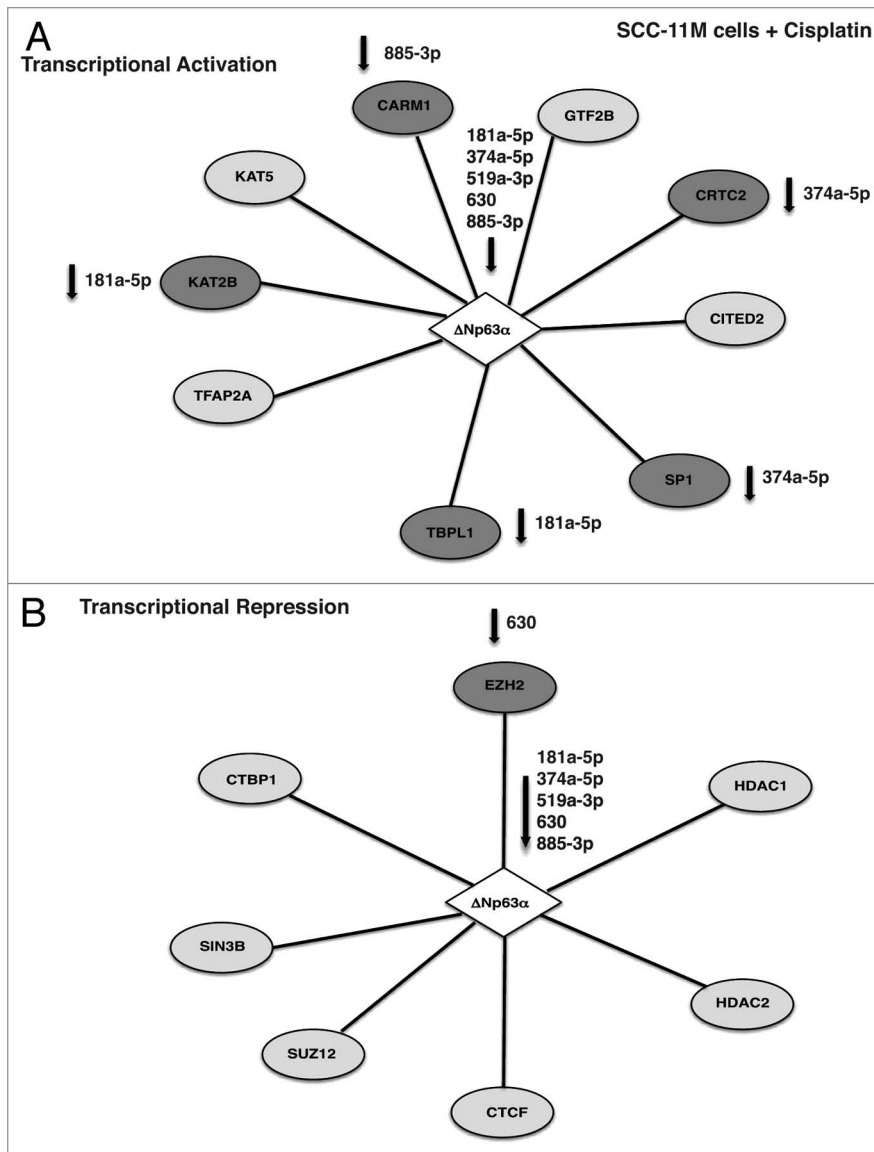 A
SCC-11M cells + Cisplatin
Transcriptional Activation
885-3p
CARM1
GTF2B
181a-5p
374a-5p
519a-3p
630
885-3p
KAT5
CRTC2
374a-5p
181a-5p
KAT2B
CITED2
ΔNp63α
TFAP2A
SP1
374a-5p
TBPL1
181a-5p
B
Transcriptional Repression
630
EZH2
181a-5p
374a-5p
519a-3p
630
885-3p
CTBP1
HDAC1
ΔNp63α
SIN3B
HDAC2
SUZ12
CTCF